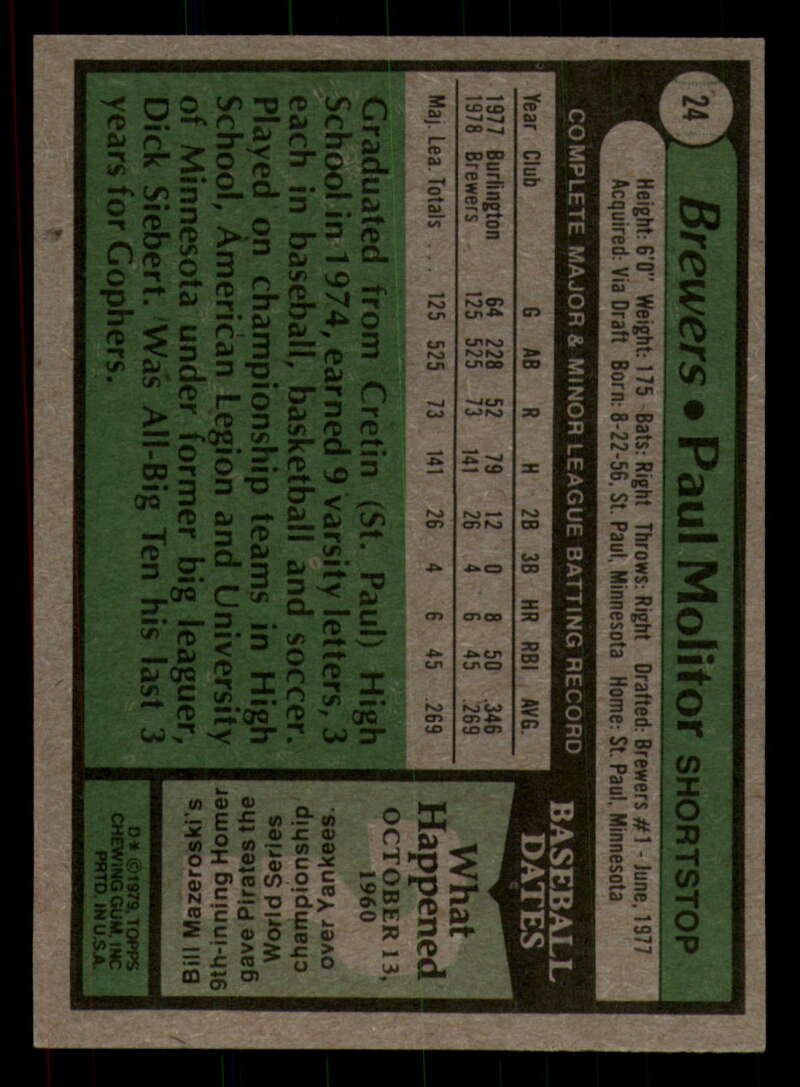 24
Brewers • Paul Molitor SHORTSTOP
Height: 6'0" Weight: 175 Bats: Right Throws: Right Drafted: Brewers #1 - June, 1977
Acquired: Via Draft Born: 8-22-56, St. Paul, Minnesota Home: St. Paul, Minnesota
COMPLETE MAJOR & MINOR LEAGUE BATTING RECORD
Year Club G AB R H 2B 3B HR RBI AVG.
1977 Burlington 64 228 52 79 12 0 8 50 .346
1978 Brewers 125 525 73 141 26 4 6 45 .269
Maj. Lea. Totals . . . 125 525 73 141 26 4 6 45 .269
Graduated from Cretin (St. Paul) High
School in 1974, earned 9 varsity letters, 3
each in baseball, basketball and soccer.
Played on championship teams in High
School, American Legion and University
of Minnesota under former big leaguer,
Dick Siebert. Was All-Big Ten his last 3
years for Gophers.
BASEBALL
DATES
What
Happened
OCTOBER 13,
1960
Bill Mazeroski's
9th-inning Homer
gave Pirates the
World Series
championship
over Yankees.
D* © 1979, TOPPS
CHEWING GUM, INC
PRTD. IN U.S.A.